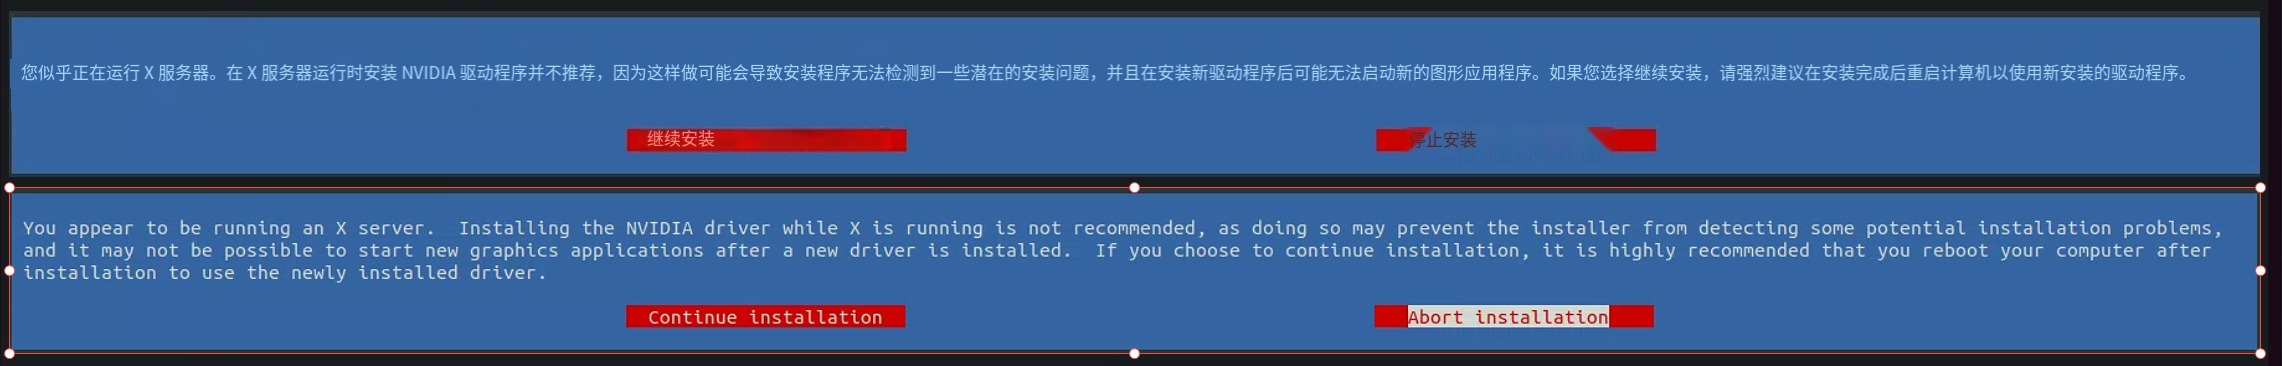 您似乎正在运行 X 服务器。在 X 服务器运行时安装 NVIDIA 驱动程序并不推荐，因为这样做可能会导致安装程序无法检测到一些潜在的安装问题，并且在安装新驱动程序后可能无法启动新的图形应用程序。如果您选择继续安装，请强烈建议在安装完成后重启计算机以使用新安装的驱动程序。
继续安装 停止安装
You appear to be running an X server.  Installing the NVIDIA driver while X is running is not recommended, as doing so may prevent the installer from detecting some potential installation problems,
and it may not be possible to start new graphics applications after a new driver is installed.  If you choose to continue installation, it is highly recommended that you reboot your computer after
installation to use the newly installed driver.
Continue installation Abort installation